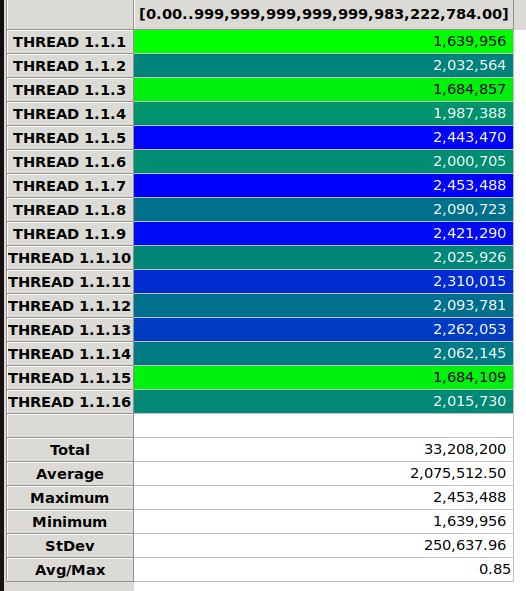 [0.00..999,999,999,999,999,983,222,784.00]
THREAD 1.1.1 1,639,956
THREAD 1.1.2 2,032,564
THREAD 1.1.3 1,684,857
THREAD 1.1.4 1,987,388
THREAD 1.1.5 2,443,470
THREAD 1.1.6 2,000,705
THREAD 1.1.7 2,453,488
THREAD 1.1.8 2,090,723
THREAD 1.1.9 2,421,290
THREAD 1.1.10 2,025,926
THREAD 1.1.11 2,310,015
THREAD 1.1.12 2,093,781
THREAD 1.1.13 2,262,053
THREAD 1.1.14 2,062,145
THREAD 1.1.15 1,684,109
THREAD 1.1.16 2,015,730
Total 33,208,200
Average 2,075,512.50
Maximum 2,453,488
Minimum 1,639,956
StDev 250,637.96
Avg/Max 0.85